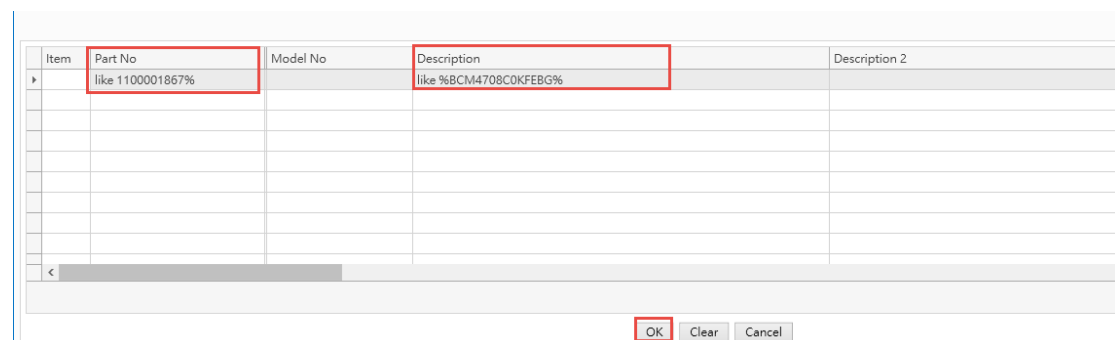 Item Part No Model No Description Description 2
like 1100001867% like %BCM4708C0KFEBG%
OK Clear Cancel